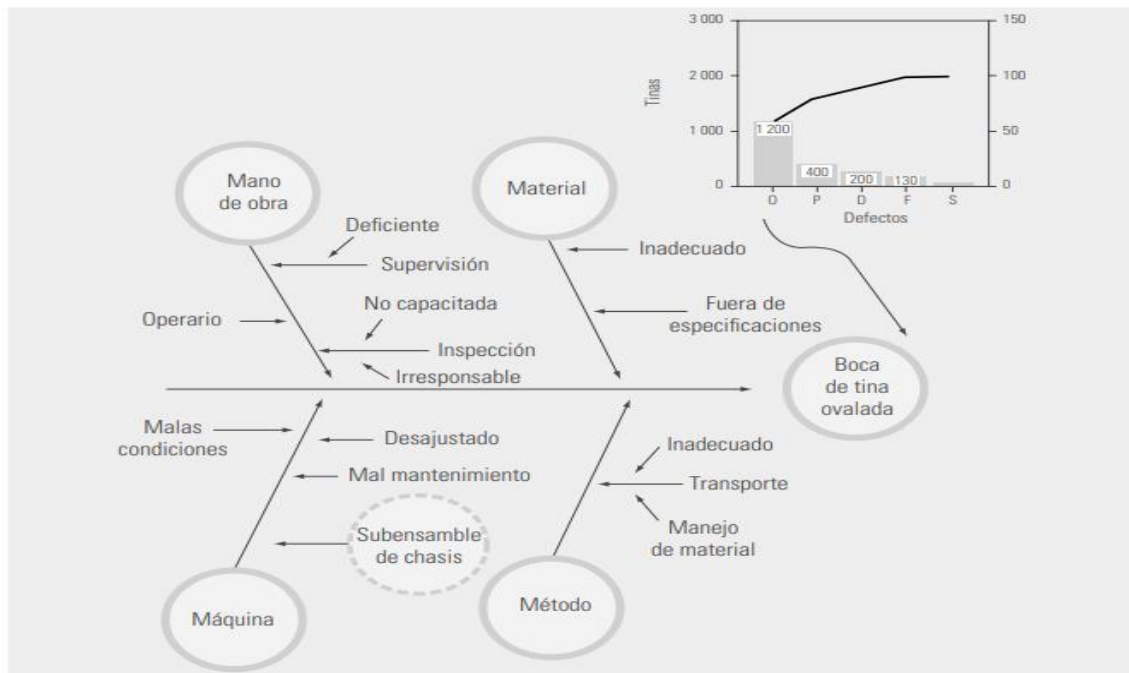 3 000
2 000
1 000
0
Tinas
150
100
50
0
1 200
400
200
130
O
P
D
F
S
Defectos
Mano
de obra
Material
Deficiente
Supervisión
Operario
No capacitada
Inspección
Irresponsable
Inadecuado
Fuera de
especificaciones
Boca
de tina
ovalada
Malas
condiciones
Desajustado
Mal mantenimiento
Subensamble
de chasis
Máquina
Inadecuado
Transporte
Manejo
de material
Método